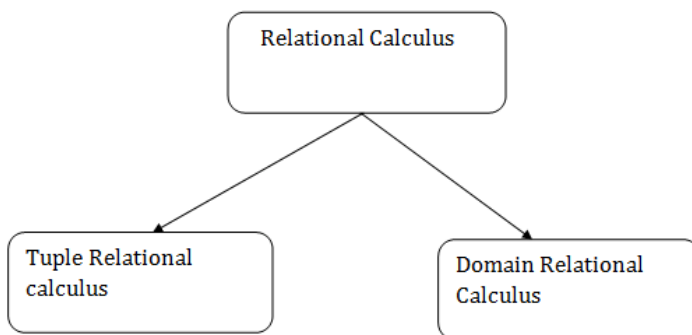 Relational Calculus
Tuple Relational
calculus
Domain Relational
Calculus